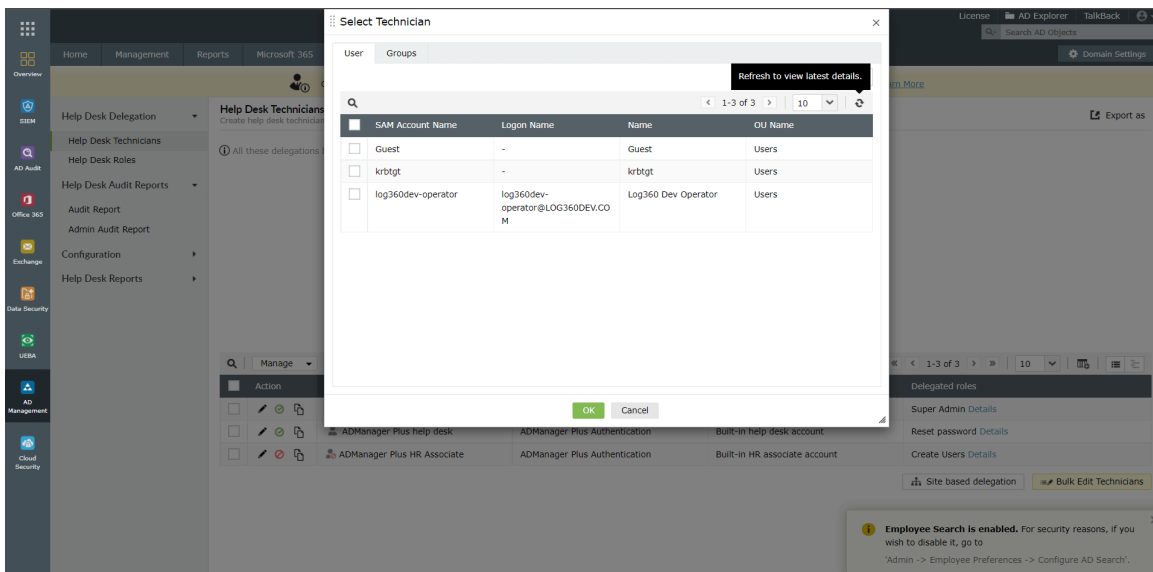 License AD Explorer TalkBack
Search AD Objects
Home Management Reports Microsoft 365
Domain Settings
Overview
SIEM
AD Audit
Office 365
Exchange
Data Security
UEBA
AD
Management
Cloud
Security
Help Desk Delegation
Help Desk Technicians
Help Desk Roles
Help Desk Audit Reports
Audit Report
Admin Audit Report
Configuration
Help Desk Reports
Help Desk Technicians
Create help desk technician
All these delegations
Export as
Select Technician
User Groups
Refresh to view latest details.
1-3 of 3 10
SAM Account Name Logon Name Name OU Name
Guest - Guest Users
krbtgt - krbtgt Users
log360dev-operator log360dev- Log360 Dev Operator Users
operator@LOG360DEV.CO
M
OK Cancel
Manage
1-3 of 3 10
Action Delegated roles
Super Admin Details
ADManager Plus help desk ADManager Plus Authentication Built-in help desk account Reset password Details
ADManager Plus HR Associate ADManager Plus Authentication Built-in HR associate account Create Users Details
Site based delegation Bulk Edit Technicians
Employee Search is enabled. For security reasons, if you
wish to disable it, go to
'Admin -> Employee Preferences -> Configure AD Search'.